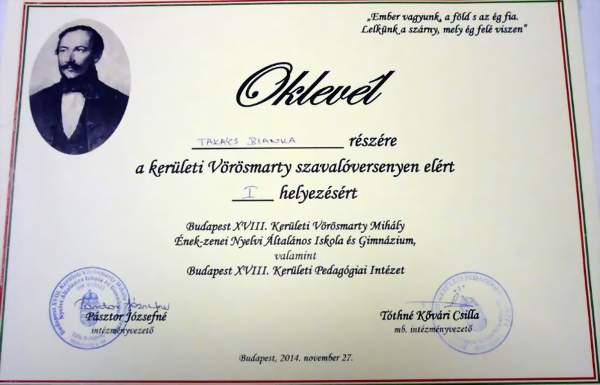 „Ember vagyunk, a föld s az ég fia.
Lelkünk a szárny, mely ég felé viszen”
Oklevél
TAKÁCS BIANKA részére
a kerületi Vörösmarty szavalóversenyen elért
I helyezésért
Budapest XVIII. Kerületi Vörösmarty Mihály
Ének-zenei Nyelvi Általános Iskola és Gimnázium,
valamint
Budapest XVIII. Kerületi Pedagógiai Intézet
Pásztor Józsefné
intézményvezető
Tóthné Kővári Csilla
mb. intézményvezető
Budapest, 2014. november 27.